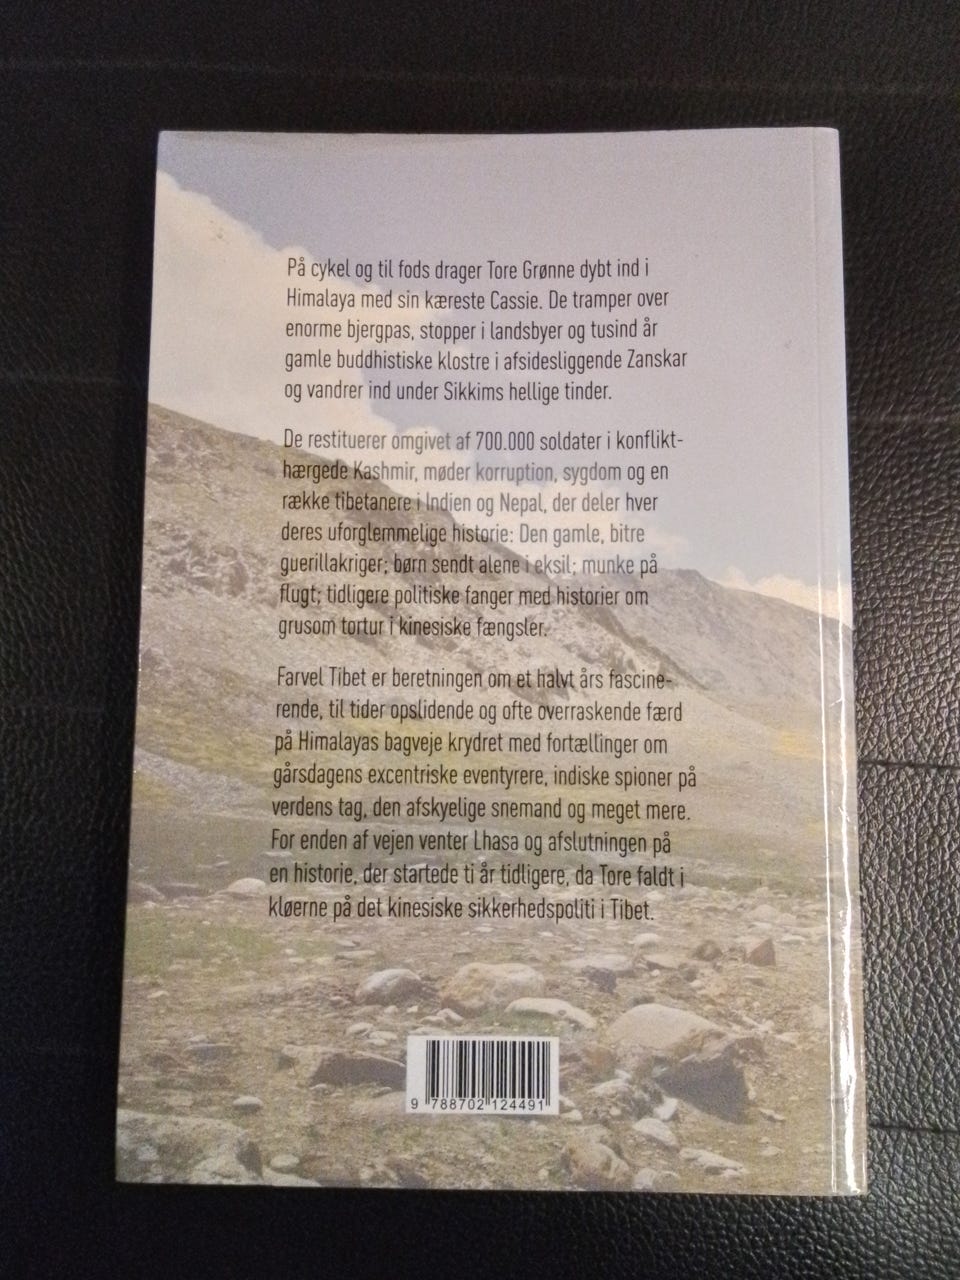 På cykel og til fods drager Tore Grønne dybt ind i
Himalaya med sin kæreste Cassie. De tramper over
enorme bjergpas, stopper i landsbyer og tusind år
gamle buddhistiske klostre i afsidesliggende Zanskar
og vandrer ind under Sikkims hellige tinder.
De restituerer omgivet af 700.000 soldater i konflikt-
hærgede Kashmir, møder korruption, sygdom og en
række tibetanere i Indien og Nepal, der deler hver
deres uforglemmelige historie: Den gamle, bitre
guerillakriger; børn sendt alene i eksil; munke på
flugt; tidligere politiske fanger med historier om
grusom tortur i kinesiske fængsler.
Farvel Tibet er beretningen om et halvt års fascine-
rende, til tider opslidende og ofte overraskende færd
på Himalayas bagveje krydret med fortællinger om
gårsdagens excentriske eventyrere, indiske spioner på
verdens tag, den afskyelige snemand og meget mere.
For enden af vejen venter Lhasa og afslutningen på
en historie, der startede ti år tidligere, da Tore faldt i
kløerne på det kinesiske sikkerhedspoliti i Tibet.
9 788702 124491